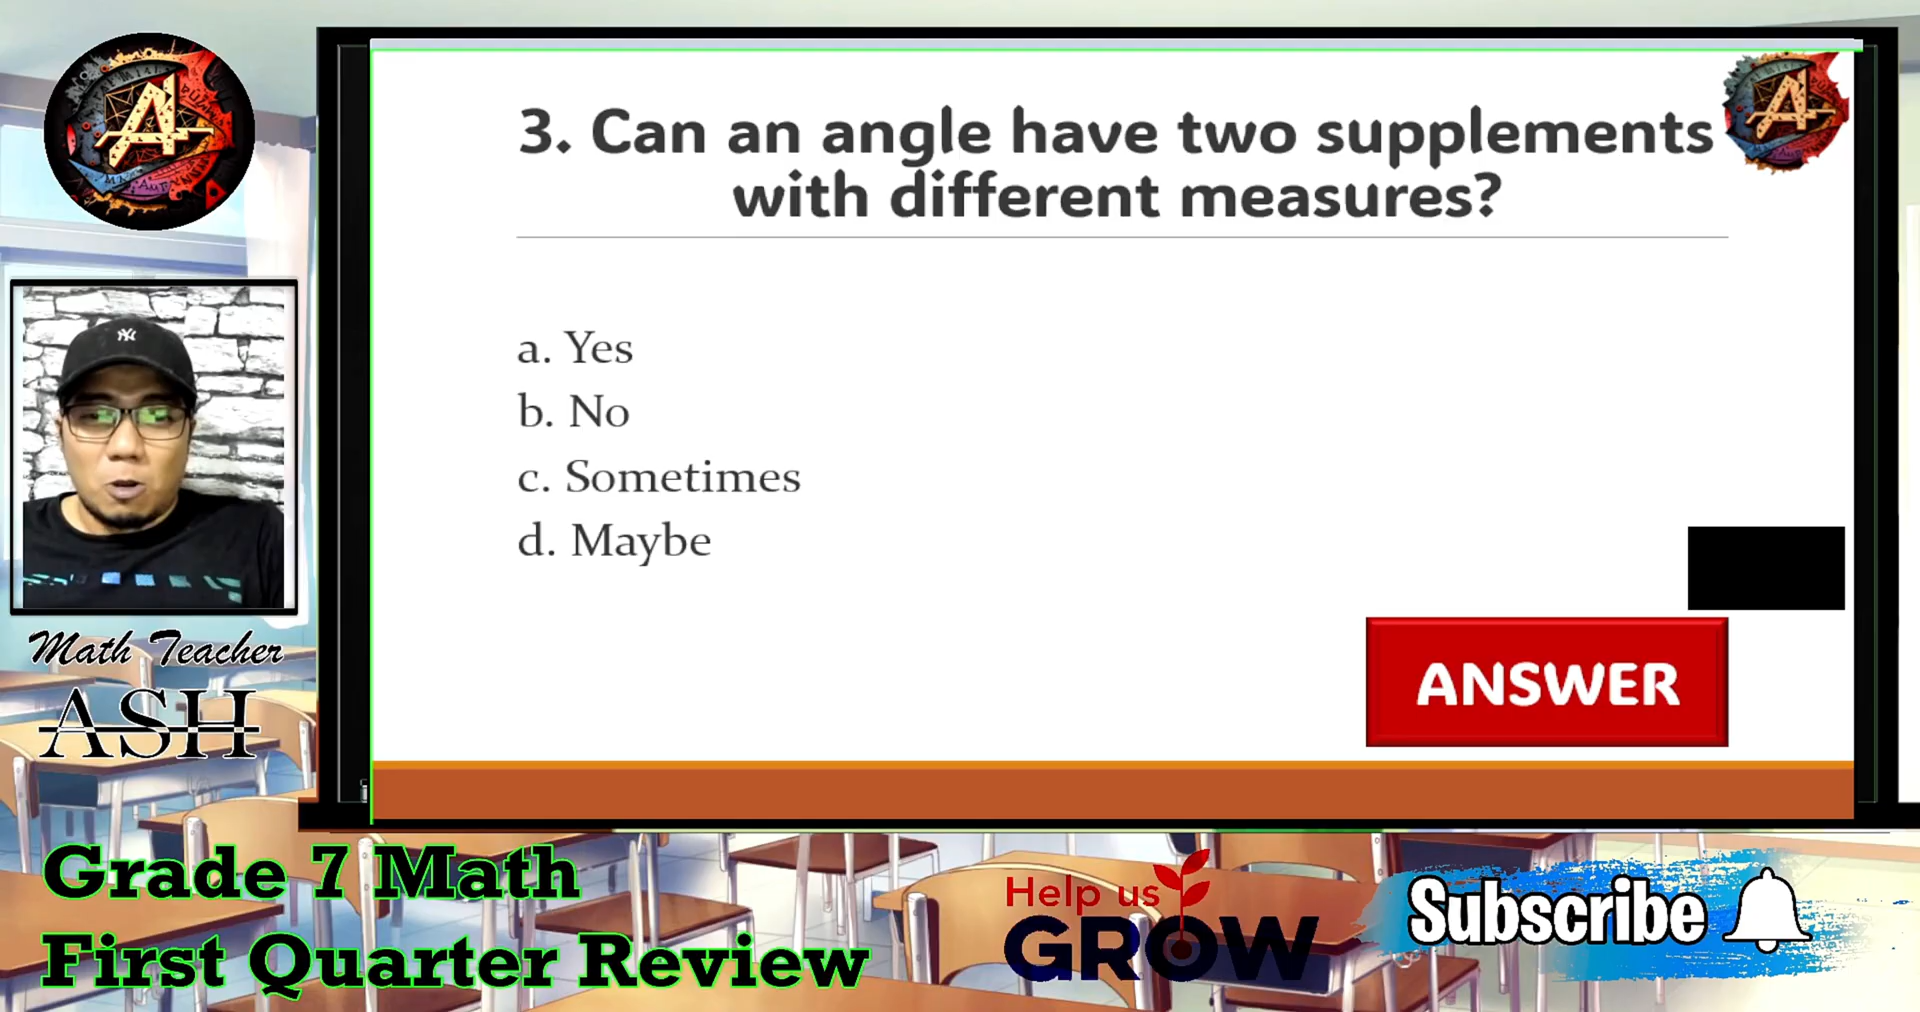 3. Can an angle have two supplements
with different measures?
a. Yes
b. No
c. Sometimes
d. Maybe
ANSWER
Math Teacher
ASH
Grade 7 Math
First Quarter Review
Help us
GROW
Subscribe